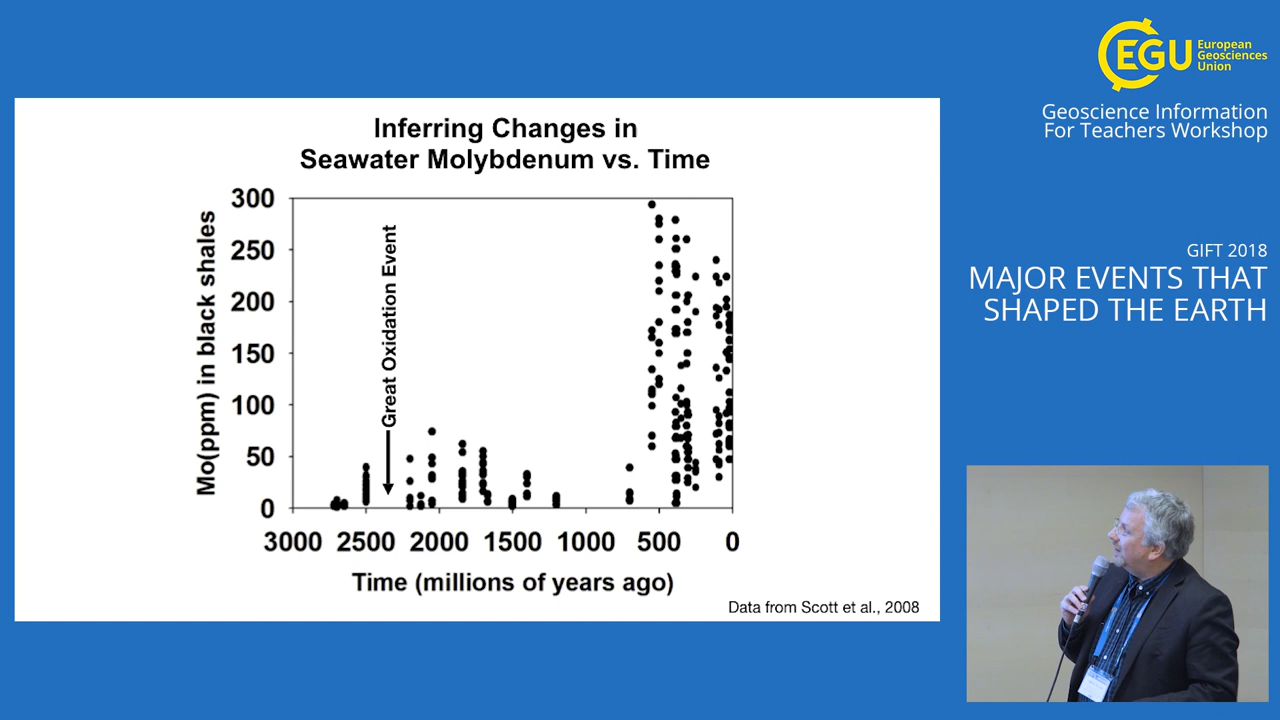 EGU
European
Geosciences
Union
Geoscience Information
For Teachers Workshop
GIFT 2018
MAJOR EVENTS THAT
SHAPED THE EARTH
Inferring Changes in
Seawater Molybdenum vs. Time
Mo(ppm) in black shales
300
250
200
150
100
50
0
Great Oxidation Event
3000 2500 2000 1500 1000 500 0
Time (millions of years ago)
Data from Scott et al., 2008